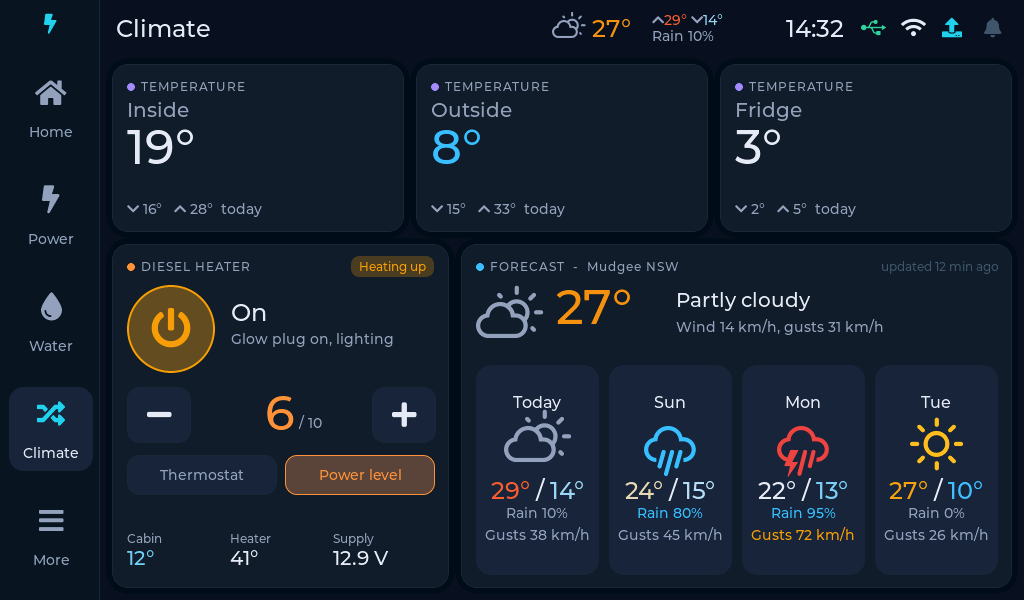 Climate
27°
29° 14°
Rain 10%
14:32
Home
Power
Water
Climate
More
TEMPERATURE
Inside
19°
16° 28° today
TEMPERATURE
Outside
8°
15° 33° today
TEMPERATURE
Fridge
3°
2° 5° today
DIESEL HEATER
Heating up
On
Glow plug on, lighting
6 / 10
Thermostat
Power level
Cabin
12°
Heater
41°
Supply
12.9 V
FORECAST - Mudgee NSW
updated 12 min ago
27°
Partly cloudy
Wind 14 km/h, gusts 31 km/h
Today
29° / 14°
Rain 10%
Gusts 38 km/h
Sun
24° / 15°
Rain 80%
Gusts 45 km/h
Mon
22° / 13°
Rain 95%
Gusts 72 km/h
Tue
27° / 10°
Rain 0%
Gusts 26 km/h